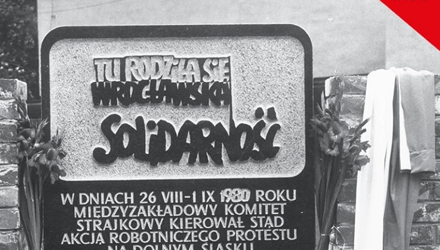 TU RODZIŁA SIĘ
WROCŁAWSKA
SOLIDARNOŚĆ
W DNIACH 26 VIII-1 IX 1980 ROKU
MIĘDZYZAKŁADOWY KOMITET
STRAJKOWY KIEROWAŁ STĄD
AKCJĄ ROBOTNICZEGO PROTESTU
NA DOLNYM ŚLĄSKU